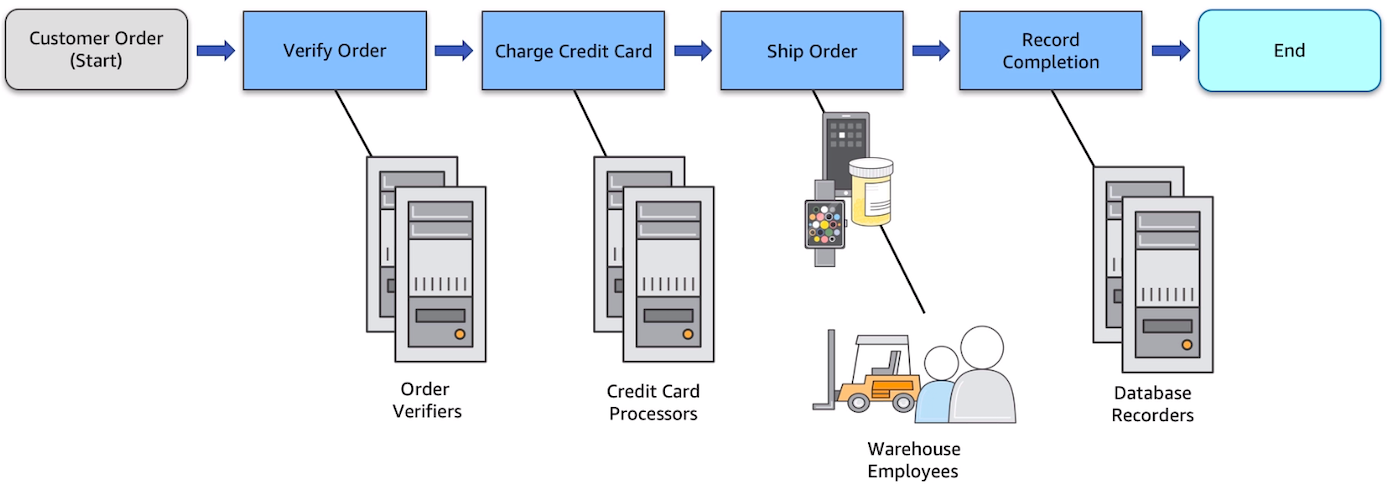 Customer Order
(Start)
Verify Order
Charge Credit Card
Ship Order
Record
Completion
End
Order
Verifiers
Credit Card
Processors
Warehouse
Employees
Database
Recorders